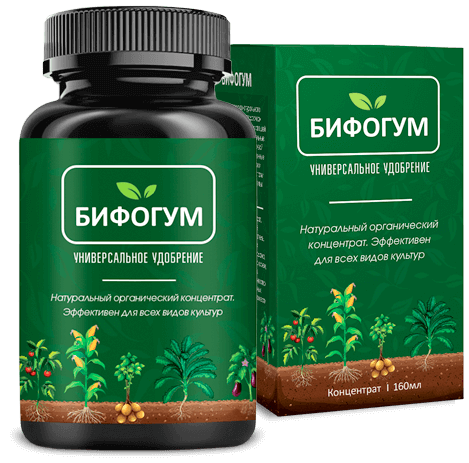 БИФОГУМ
УНИВЕРСАЛЬНОЕ УДОБРЕНИЕ
Натуральный органический концентрат.
Эффективен для всех видов культур
БИФОГУМ
БИФОГУМ
УНИВЕРСАЛЬНОЕ УДОБРЕНИЕ
Натуральный органический
концентрат. Эффективен
для всех видов культур
Концентрат | 160мл